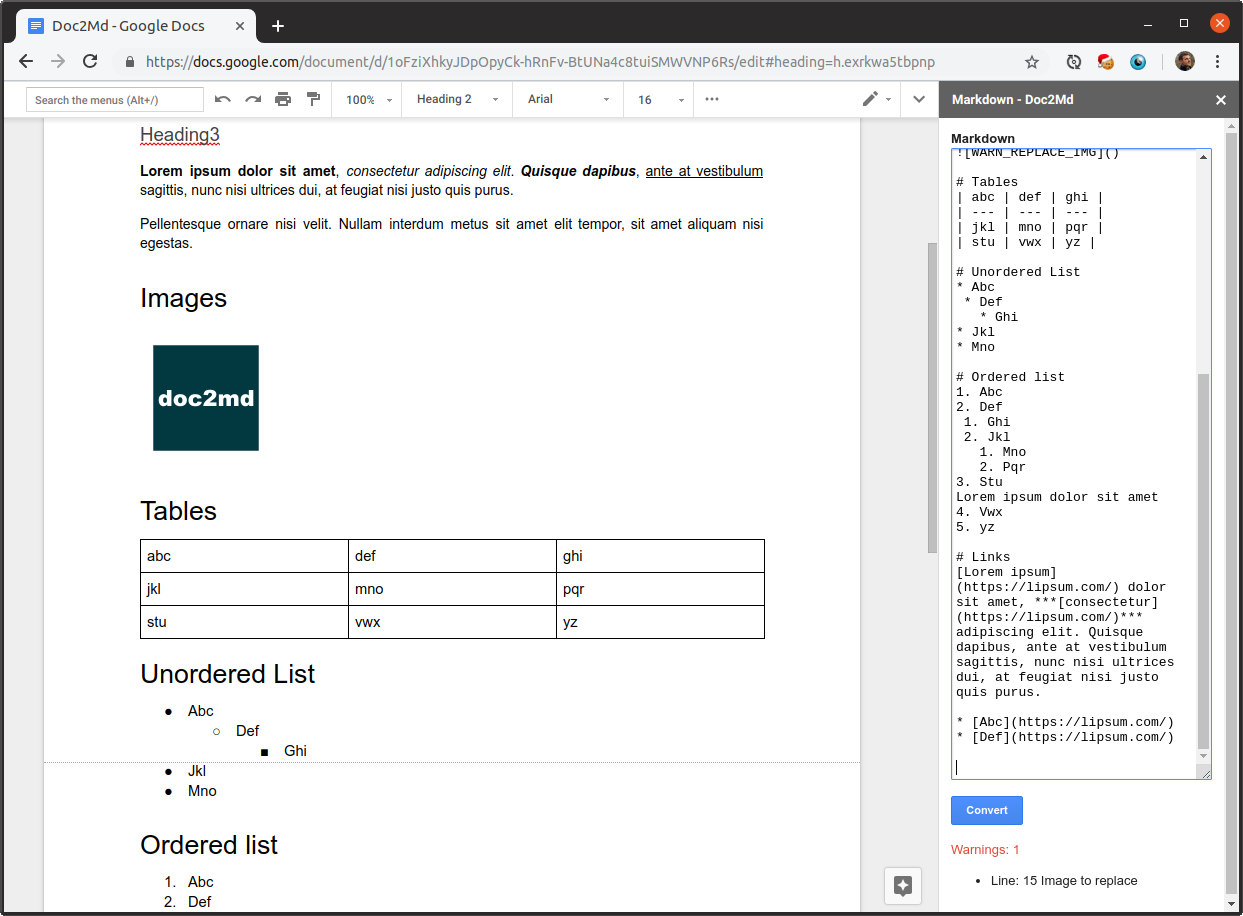 Doc2Md - Google Docs
https://docs.google.com/document/d/1oFziXhkyJDpOpyCk-hRnFv-BtUNa4c8tuiSMWVNP6Rs/edit#heading=h.exrkwa5tbpnp
Search the menus (Alt+/)
100%
Heading 2
Arial
16
Heading3
Lorem ipsum dolor sit amet, consectetur adipiscing elit. Quisque dapibus, ante at vestibulum
sagittis, nunc nisi ultrices dui, at feugiat nisi justo quis purus.
Pellentesque ornare nisi velit. Nullam interdum metus sit amet elit tempor, sit amet aliquam nisi
egestas.
Images
doc2md
Tables
abc def ghi
jkl mno pqr
stu vwx yz
Unordered List
● Abc
○ Def
■ Ghi
● Jkl
● Mno
Ordered list
1. Abc
2. Def
Markdown - Doc2Md
Markdown
![WARN_REPLACE_IMG]()
# Tables
| abc | def | ghi |
| --- | --- | --- |
| jkl | mno | pqr |
| stu | vwx | yz |
# Unordered List
* Abc
* Def
* Ghi
* Jkl
* Mno
# Ordered list
1. Abc
2. Def
1. Ghi
2. Jkl
1. Mno
2. Pqr
3. Stu
Lorem ipsum dolor sit amet
4. Vwx
5. yz
# Links
[Lorem ipsum]
(https://lipsum.com/) dolor
sit amet, ***[consectetur]
(https://lipsum.com/)***
adipiscing elit. Quisque
dapibus, ante at vestibulum
sagittis, nunc nisi ultrices
dui, at feugiat nisi justo
quis purus.
* [Abc](https://lipsum.com/)
* [Def](https://lipsum.com/)
Convert
Warnings: 1
• Line: 15 Image to replace